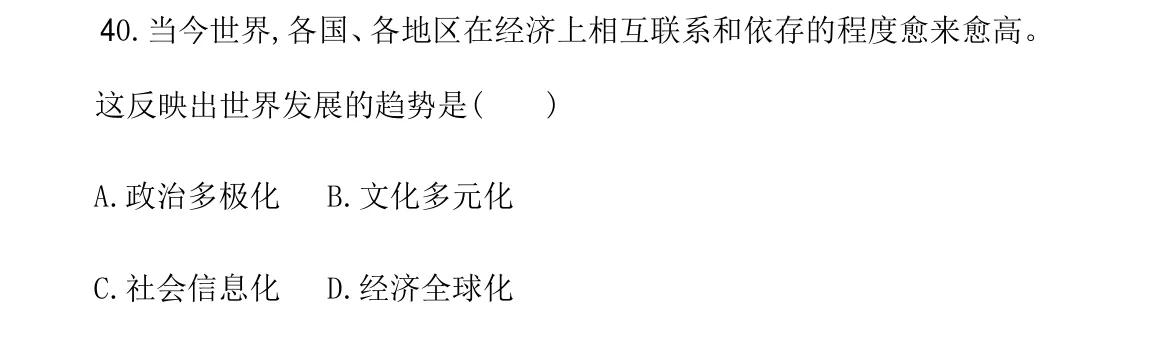 40.当今世界,各国、各地区在经济上相互联系和依存的程度愈来愈高。
这反映出世界发展的趋势是(　　)
A.政治多极化　B.文化多元化
C.社会信息化　D.经济全球化